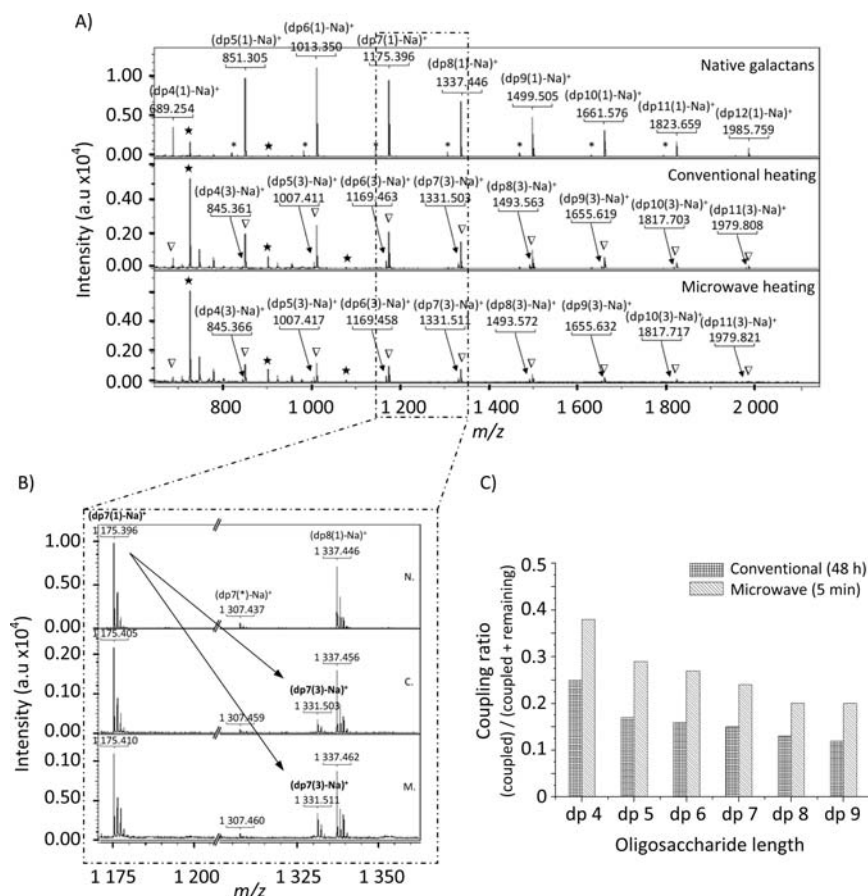 A)
Intensity (a.u x10⁴)
Native galactans
(dp4(1)-Na)⁺
689.254
(dp5(1)-Na)⁺
851.305
(dp6(1)-Na)⁺
1013.350
(dp7(1)-Na)⁺
1175.396
(dp8(1)-Na)⁺
1337.446
(dp9(1)-Na)⁺
1499.505
(dp10(1)-Na)⁺
1661.576
(dp11(1)-Na)⁺
1823.659
(dp12(1)-Na)⁺
1985.759
1.00
0.50
0.00
Conventional heating
(dp4(3)-Na)⁺
845.361
(dp5(3)-Na)⁺
1007.411
(dp6(3)-Na)⁺
1169.463
(dp7(3)-Na)⁺
1331.503
(dp8(3)-Na)⁺
1493.563
(dp9(3)-Na)⁺
1655.619
(dp10(3)-Na)⁺
1817.703
(dp11(3)-Na)⁺
1979.808
0.40
0.20
0.00
Microwave heating
(dp4(3)-Na)⁺
845.366
(dp5(3)-Na)⁺
1007.417
(dp6(3)-Na)⁺
1169.458
(dp7(3)-Na)⁺
1331.511
(dp8(3)-Na)⁺
1493.572
(dp9(3)-Na)⁺
1655.632
(dp10(3)-Na)⁺
1817.717
(dp11(3)-Na)⁺
1979.821
0.40
0.20
0.00
800 1 000 1 200 1 400 1 600 1 800 2 000
m/z
B)
Intensity (a.u x10⁴)
(dp7(1)-Na)⁺
1 175.396
(dp7(*)-Na)⁺
1 307.437
(dp8(1)-Na)⁺
1 337.446
N.
1.00
0.50
0.00
1 175.405
1 307.459
(dp7(3)-Na)⁺
1 331.503
1 337.456
C.
0.20
0.10
0.00
1 175.410
1 307.460
(dp7(3)-Na)⁺
1 331.511
1 337.462
M.
0.10
0.50
0.00
1 175 1 200 1 300 1 350
m/z
C)
Coupling ratio
(coupled) / (coupled + remaining)
Conventional (48 h)
Microwave (5 min)
0.5
0.4
0.3
0.2
0.1
0
dp 4 dp 5 dp 6 dp 7 dp 8 dp 9
Oligosaccharide length